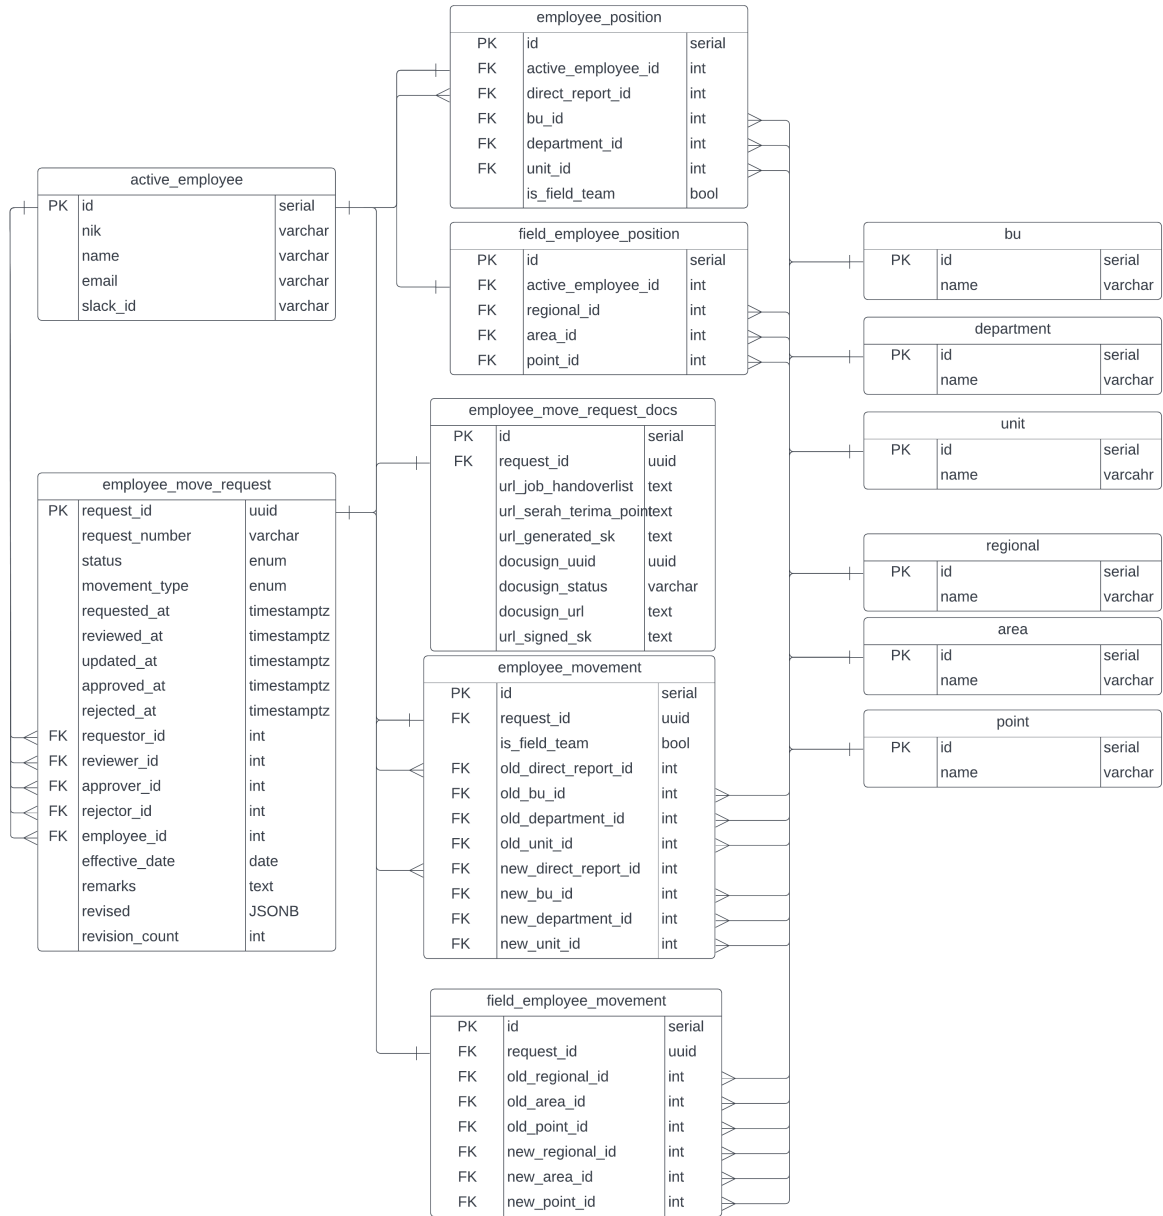 employee_position
PK id serial
FK active_employee_id int
FK direct_report_id int
FK bu_id int
FK department_id int
FK unit_id int
is_field_team bool
active_employee
PK id serial
nik varchar
name varchar
email varchar
slack_id varchar
field_employee_position
PK id serial
FK active_employee_id int
FK regional_id int
FK area_id int
FK point_id int
bu
PK id serial
name varchar
department
PK id serial
name varchar
unit
PK id serial
name varcahr
regional
PK id serial
name varchar
area
PK id serial
name varchar
point
PK id serial
name varchar
employee_move_request_docs
PK id serial
FK request_id uuid
url_job_handoverlist text
url_serah_terima_point text
url_generated_sk text
docusign_uuid uuid
docusign_status varchar
docusign_url text
url_signed_sk text
employee_move_request
PK request_id uuid
request_number varchar
status enum
movement_type enum
requested_at timestamptz
reviewed_at timestamptz
updated_at timestamptz
approved_at timestamptz
rejected_at timestamptz
FK requestor_id int
FK reviewer_id int
FK approver_id int
FK rejector_id int
FK employee_id int
effective_date date
remarks text
revised JSONB
revision_count int
employee_movement
PK id serial
FK request_id uuid
is_field_team bool
FK old_direct_report_id int
FK old_bu_id int
FK old_department_id int
FK old_unit_id int
FK new_direct_report_id int
FK new_bu_id int
FK new_department_id int
FK new_unit_id int
field_employee_movement
PK id serial
FK request_id uuid
FK old_regional_id int
FK old_area_id int
FK old_point_id int
FK new_regional_id int
FK new_area_id int
FK new_point_id int